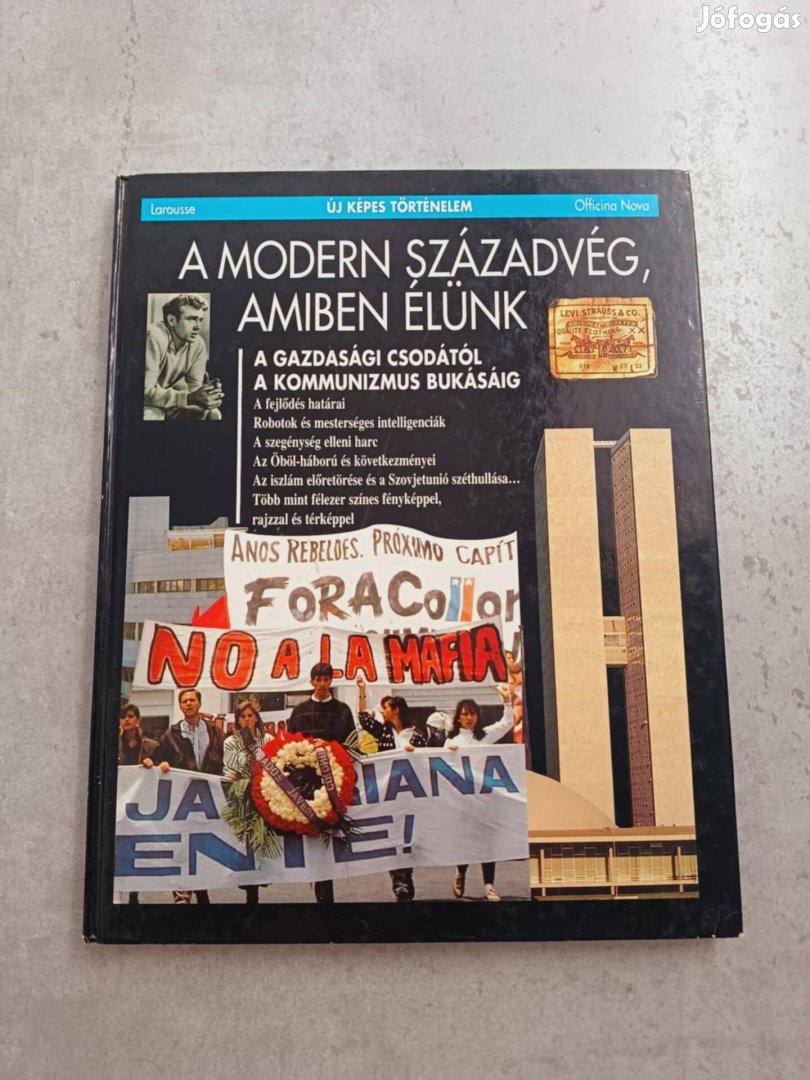 Jófogás
Larousse
ÚJ KÉPES TÖRTÉNELEM
Officina Nova
A MODERN SZÁZADVÉG,
AMIBEN ÉLÜNK
LEVI STRAUSS & CO.
QUALITY CLOTHING
A GAZDASÁGI CSODÁTÓL
A KOMMUNIZMUS BUKÁSÁIG
A fejlődés határai
Robotok és mesterséges intelligenciák
A szegénység elleni harc
Az Öböl-háború és következményei
Az iszlám előretörése és a Szovjetunió széthullása...
Több mint félezer színes fényképpel,
rajzzal és térképpel
ANOS REBELDES. PRÓXIMO CAPÍT
FORA Collor
NO A LA MAFIA
JA RIANA
ENTE!